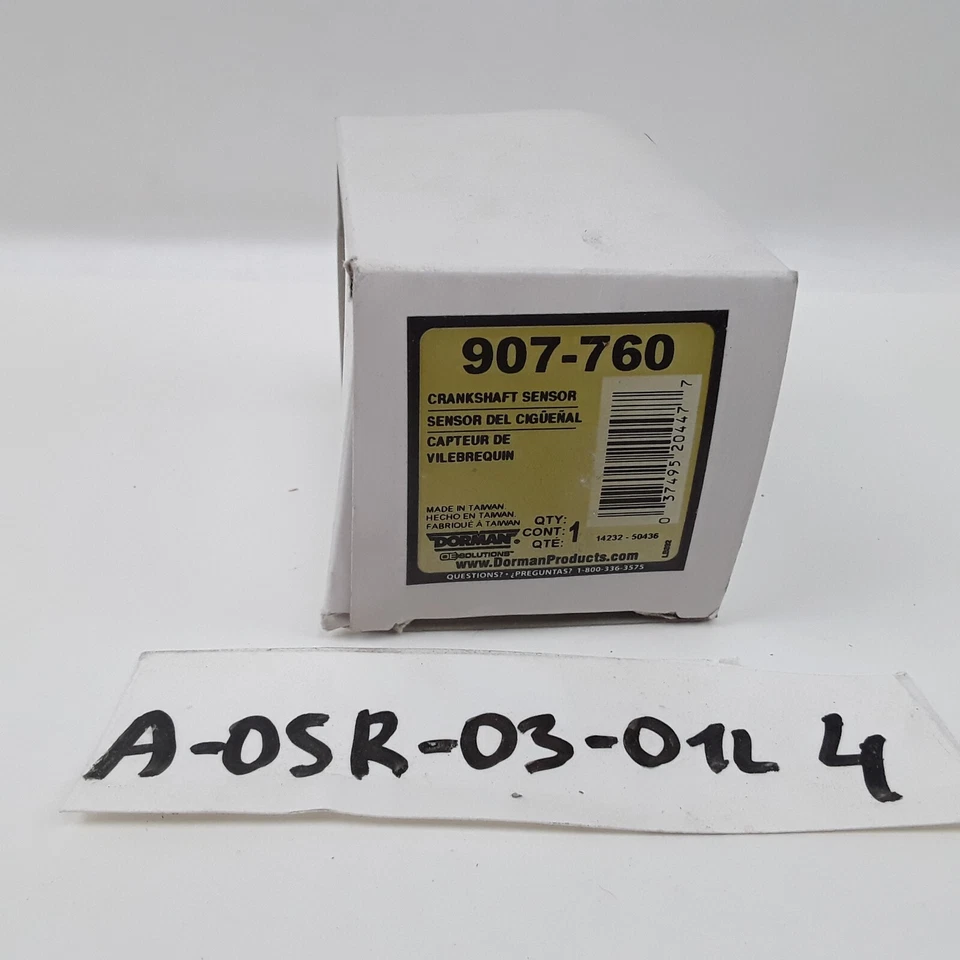 907-760
CRANKSHAFT SENSOR
SENSOR DEL CIGÜEÑAL
CAPTEUR DE
VILEBREQUIN
0 37495 20447 7
MADE IN TAIWAN.
HECHO EN TAIWAN.
FABRIQUÉ À TAIWAN
QTY:
CONT: 1
QTÉ:
14232 - 50436
DORMAN®
OE SOLUTIONS™
www.DormanProducts.com
QUESTIONS? • ¿PREGUNTAS? 1-800-336-3575
A-OSR-03-01L 4